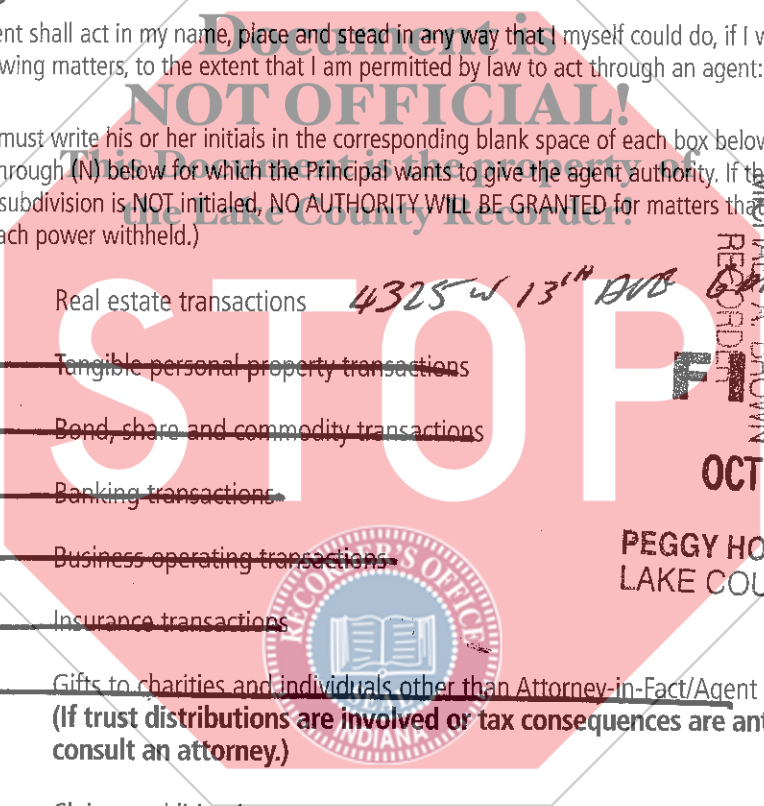 Document is
ent shall act in my name, place and stead in any way that I myself could do, if I w
wing matters, to the extent that I am permitted by law to act through an agent:
NOT OFFICIAL!
must write his or her initials in the corresponding blank space of each box below
This Document is the property of
hrough (N) below for which the Principal wants to give the agent authority. If th
the Lake County Recorder!
subdivision is NOT initialed, NO AUTHORITY WILL BE GRANTED for matters tha
ach power withheld.)
Real estate transactions 4325 W 13TH AVE
RECORDER
BROWN
STOP
Tangible personal property transactions
F
Bond, share and commodity transactions
OCT
Banking transactions
PEGGY HO
LAKE COU
Business operating transactions
RECORDER'S OFFICE
Insurance transactions
SEAL
INDIANA
Gifts to charities and individuals other than Attorney-in-Fact/Agent
(If trust distributions are involved or tax consequences are ant
consult an attorney.)